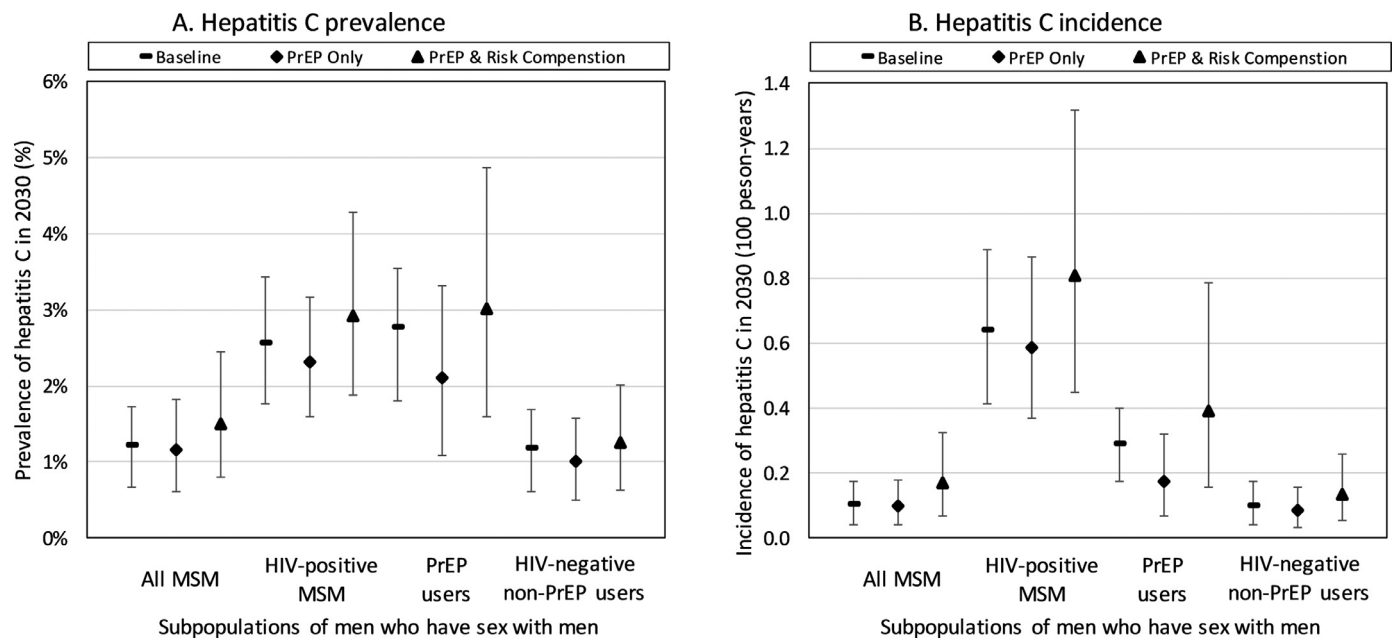 A. Hepatitis C prevalence
Baseline PrEP Only PrEP & Risk Compenstion
Prevalence of hepatitis C in 2030 (%)
6%
5%
4%
3%
2%
1%
0%
All MSM
HIV-positive
MSM
PrEP
users
HIV-negative
non-PrEP users
Subpopulations of men who have sex with men
B. Hepatitis C incidence
Baseline PrEP Only PrEP & Risk Compenstion
Incidence of hepatitis C in 2030 (100 peson-years)
1.4
1.2
1.0
0.8
0.6
0.4
0.2
0.0
All MSM
HIV-positive
MSM
PrEP
users
HIV-negative
non-PrEP users
Subpopulations of men who have sex with men